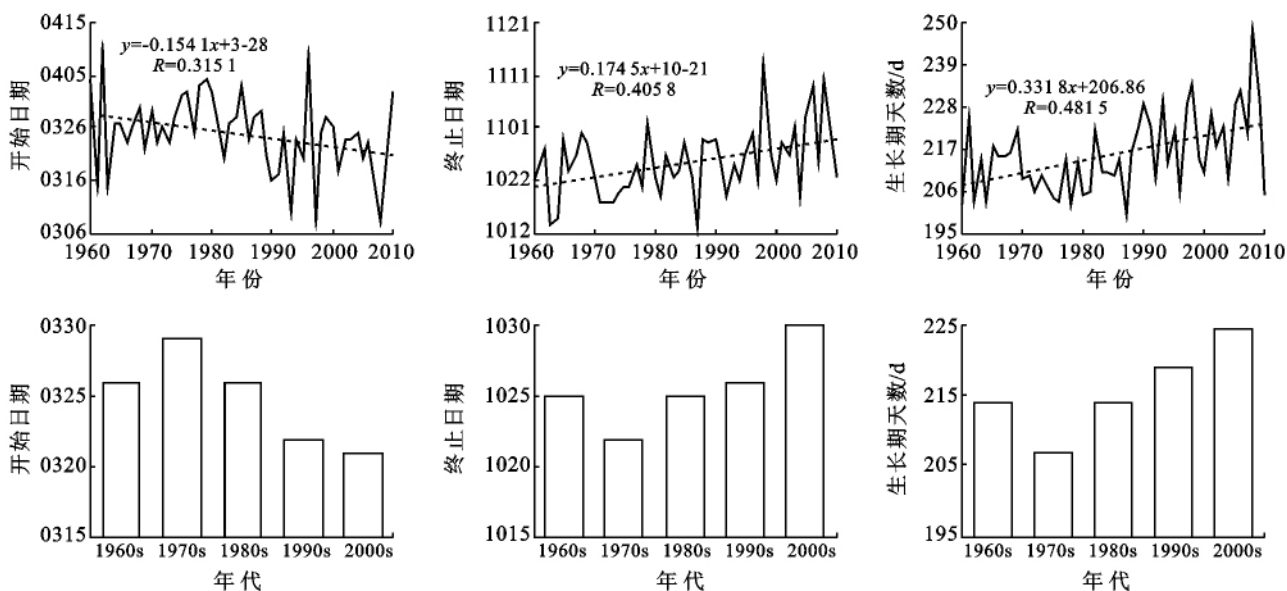 开始日期
0415
0405
0326
0316
0306
y=-0.154 1x+3-28
R=0.315 1
1960 1970 1980 1990 2000 2010
年份
终止日期
1121
1111
1101
1022
1012
y=0.174 5x+10-21
R=0.405 8
1960 1970 1980 1990 2000 2010
年份
生长期天数/d
250
239
228
217
206
195
y=0.331 8x+206.86
R=0.481 5
1960 1970 1980 1990 2000 2010
年份
开始日期
0330
0325
0320
0315
1960s 1970s 1980s 1990s 2000s
年代
终止日期
1030
1025
1020
1015
1960s 1970s 1980s 1990s 2000s
年代
生长期天数/d
225
215
205
195
1960s 1970s 1980s 1990s 2000s
年代